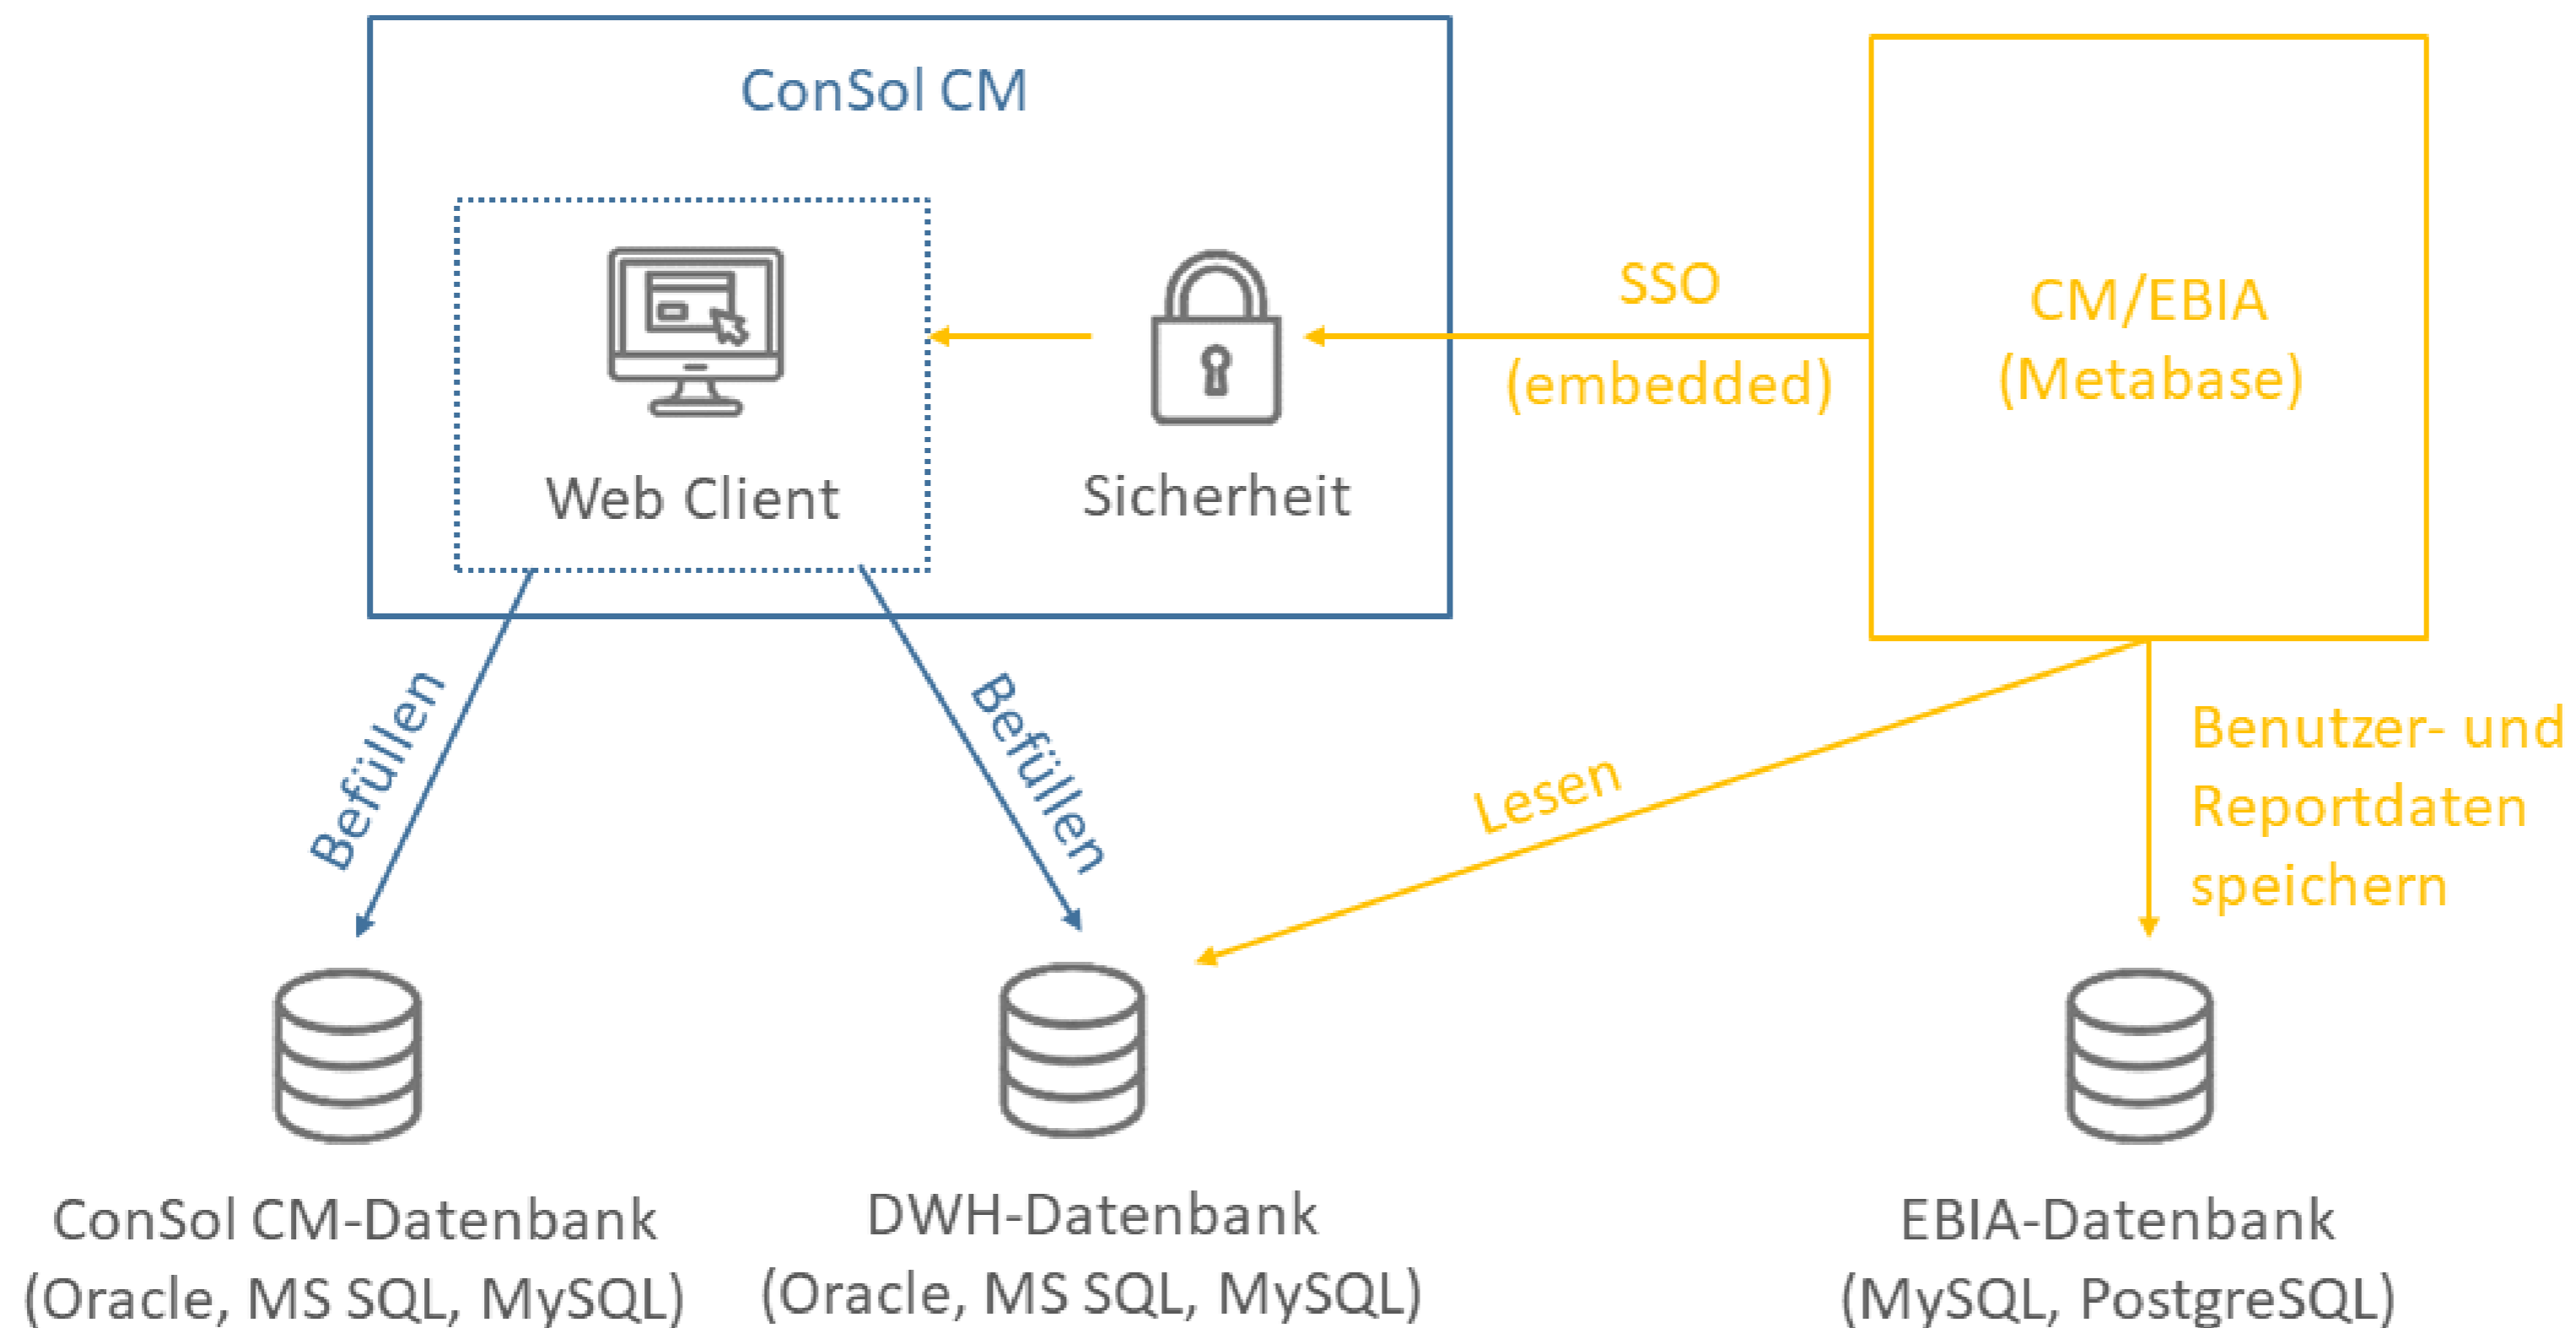 ConSol CM
Web Client
Sicherheit
SSO
(embedded)
CM/EBIA
(Metabase)
Befüllen
Befüllen
Lesen
Benutzer- und
Reportdaten
speichern
ConSol CM-Datenbank
(Oracle, MS SQL, MySQL)
DWH-Datenbank
(Oracle, MS SQL, MySQL)
EBIA-Datenbank
(MySQL, PostgreSQL)